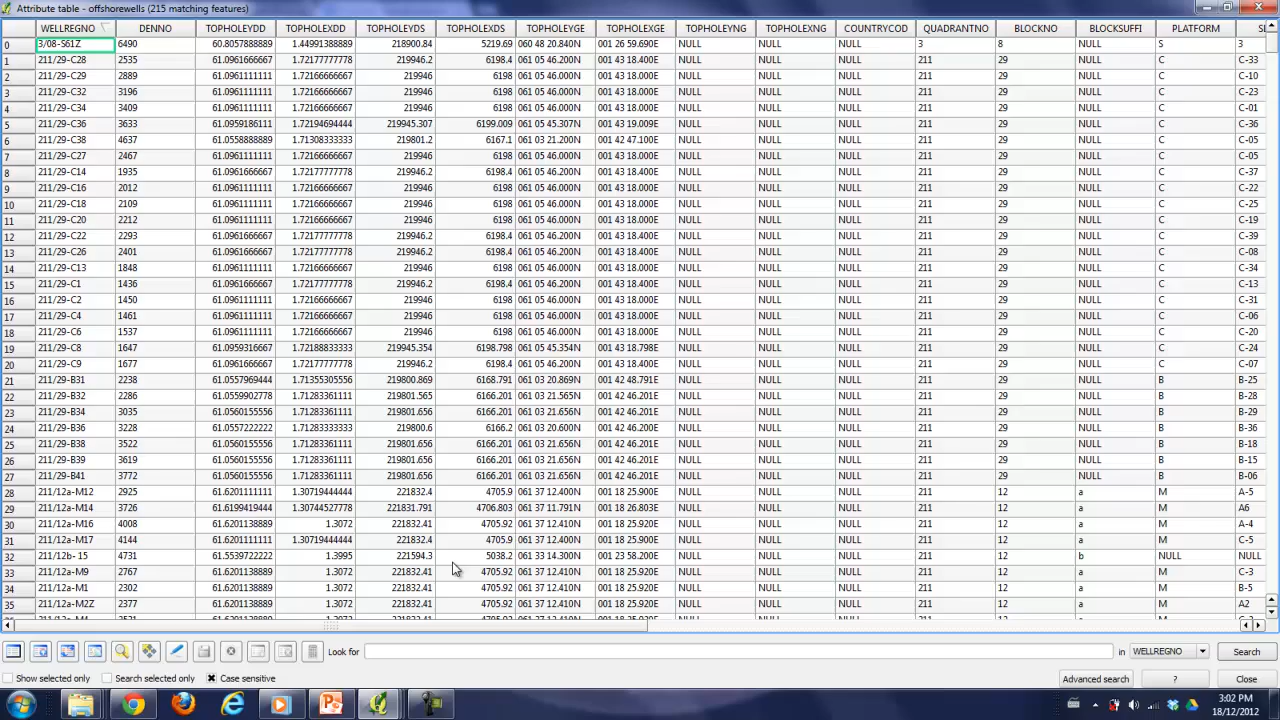 Attribute table - offshorewells (215 matching features)
WELLREGNO DENNO TOPHOLEYDD TOPHOLEXDD TOPHOLEYDS TOPHOLEXDS TOPHOLEYGE TOPHOLEXGE TOPHOLEYNG TOPHOLEXNG COUNTRYCOD QUADRANTNO BLOCKNO BLOCKSUFFI PLATFORM
0 3/08-S61Z 6490 60.8057888889 1.44991388889 218900.84 5219.69 060 48 20.840N 001 26 59.690E NULL NULL NULL 3 8 NULL S 3
1 211/29-C28 2535 61.0961666667 1.72177777778 219946.2 6198.4 061 05 46.200N 001 43 18.400E NULL NULL NULL 211 29 NULL C C-33
2 211/29-C29 2889 61.0961111111 1.72166666667 219946 6198 061 05 46.000N 001 43 18.000E NULL NULL NULL 211 29 NULL C C-10
3 211/29-C32 3196 61.0961111111 1.72166666667 219946 6198 061 05 46.000N 001 43 18.000E NULL NULL NULL 211 29 NULL C C-23
4 211/29-C34 3409 61.0961111111 1.72166666667 219946 6198 061 05 46.000N 001 43 18.000E NULL NULL NULL 211 29 NULL C C-01
5 211/29-C36 3633 61.0959186111 1.72194694444 219945.307 6199.009 061 05 45.307N 001 43 19.009E NULL NULL NULL 211 29 NULL C C-36
6 211/29-C38 4637 61.0558888889 1.71308333333 219801.2 6167.1 061 03 21.200N 001 42 47.100E NULL NULL NULL 211 29 NULL C C-05
7 211/29-C27 2467 61.0961111111 1.72166666667 219946 6198 061 05 46.000N 001 43 18.000E NULL NULL NULL 211 29 NULL C C-05
8 211/29-C14 1935 61.0961666667 1.72177777778 219946.2 6198.4 061 05 46.200N 001 43 18.400E NULL NULL NULL 211 29 NULL C C-37
9 211/29-C16 2012 61.0961111111 1.72166666667 219946 6198 061 05 46.000N 001 43 18.000E NULL NULL NULL 211 29 NULL C C-22
10 211/29-C18 2109 61.0961666667 1.72177777778 219946.2 6198.4 061 05 46.200N 001 43 18.400E NULL NULL NULL 211 29 NULL C C-25
11 211/29-C20 2212 61.0961666667 1.72177777778 219946.2 6198.4 061 05 46.200N 001 43 18.400E NULL NULL NULL 211 29 NULL C C-19
12 211/29-C22 2293 61.0961666667 1.72177777778 219946.2 6198.4 061 05 46.200N 001 43 18.400E NULL NULL NULL 211 29 NULL C C-39
13 211/29-C26 2401 61.0961666667 1.72177777778 219946.2 6198.4 061 05 46.200N 001 43 18.400E NULL NULL NULL 211 29 NULL C C-08
14 211/29-C13 1848 61.0961111111 1.72166666667 219946 6198 061 05 46.000N 001 43 18.000E NULL NULL NULL 211 29 NULL C C-34
15 211/29-C1 1436 61.0961666667 1.72177777778 219946.2 6198.4 061 05 46.200N 001 43 18.400E NULL NULL NULL 211 29 NULL C C-13
16 211/29-C2 1450 61.0961111111 1.72166666667 219946 6198 061 05 46.000N 001 43 18.000E NULL NULL NULL 211 29 NULL C C-31
17 211/29-C4 1461 61.0961111111 1.72166666667 219946 6198 061 05 46.000N 001 43 18.000E NULL NULL NULL 211 29 NULL C C-06
18 211/29-C6 1537 61.0961111111 1.72166666667 219946 6198 061 05 46.000N 001 43 18.000E NULL NULL NULL 211 29 NULL C C-20
19 211/29-C8 1647 61.0959316667 1.72188833333 219945.354 6198.798 061 05 45.354N 001 43 18.798E NULL NULL NULL 211 29 NULL C C-24
20 211/29-C9 1677 61.0961666667 1.72177777778 219946.2 6198.4 061 05 46.200N 001 43 18.400E NULL NULL NULL 211 29 NULL C C-07
21 211/29-B31 2238 61.0557969444 1.71355305556 219800.869 6168.791 061 03 20.869N 001 42 48.791E NULL NULL NULL 211 29 NULL B B-25
22 211/29-B32 2286 61.0559902778 1.71283361111 219801.565 6166.201 061 03 21.565N 001 42 46.201E NULL NULL NULL 211 29 NULL B B-28
23 211/29-B34 3035 61.0560155556 1.71283361111 219801.656 6166.201 061 03 21.656N 001 42 46.201E NULL NULL NULL 211 29 NULL B B-29
24 211/29-B36 3228 61.0557222222 1.71283333333 219800.6 6166.2 061 03 20.600N 001 42 46.200E NULL NULL NULL 211 29 NULL B B-36
25 211/29-B38 3522 61.0560155556 1.71283361111 219801.656 6166.201 061 03 21.656N 001 42 46.201E NULL NULL NULL 211 29 NULL B B-18
26 211/29-B39 3619 61.0560155556 1.71283361111 219801.656 6166.201 061 03 21.656N 001 42 46.201E NULL NULL NULL 211 29 NULL B B-15
27 211/29-B41 3772 61.0560155556 1.71283361111 219801.656 6166.201 061 03 21.656N 001 42 46.201E NULL NULL NULL 211 29 NULL B B-06
28 211/12a-M12 2925 61.6201111111 1.30719444444 221832.4 4705.9 061 37 12.400N 001 18 25.900E NULL NULL NULL 211 12 a M A-5
29 211/12a-M14 3726 61.6199419444 1.30744527778 221831.791 4706.803 061 37 11.791N 001 18 26.803E NULL NULL NULL 211 12 a M A6
30 211/12a-M16 4008 61.6201138889 1.3072 221832.41 4705.92 061 37 12.410N 001 18 25.920E NULL NULL NULL 211 12 a M A-4
31 211/12a-M17 4144 61.6201111111 1.30719444444 221832.4 4705.9 061 37 12.400N 001 18 25.900E NULL NULL NULL 211 12 a M C-5
32 211/12b- 15 4731 61.5539722222 1.3995 221594.3 5038.2 061 33 14.300N 001 23 58.200E NULL NULL NULL 211 12 b NULL NULL
33 211/12a-M9 2767 61.6201138889 1.3072 221832.41 4705.92 061 37 12.410N 001 18 25.920E NULL NULL NULL 211 12 a M C-3
34 211/12a-M1 2302 61.6201138889 1.3072 221832.41 4705.92 061 37 12.410N 001 18 25.920E NULL NULL NULL 211 12 a M B-5
35 211/12a-M2Z 2377 61.6201138889 1.3072 221832.41 4705.92 061 37 12.410N 001 18 25.920E NULL NULL NULL 211 12 a M A2
Look for in WELLREGNO Search
Show selected only Search selected only Case sensitive Advanced search ? Close
3:02 PM
18/12/2012